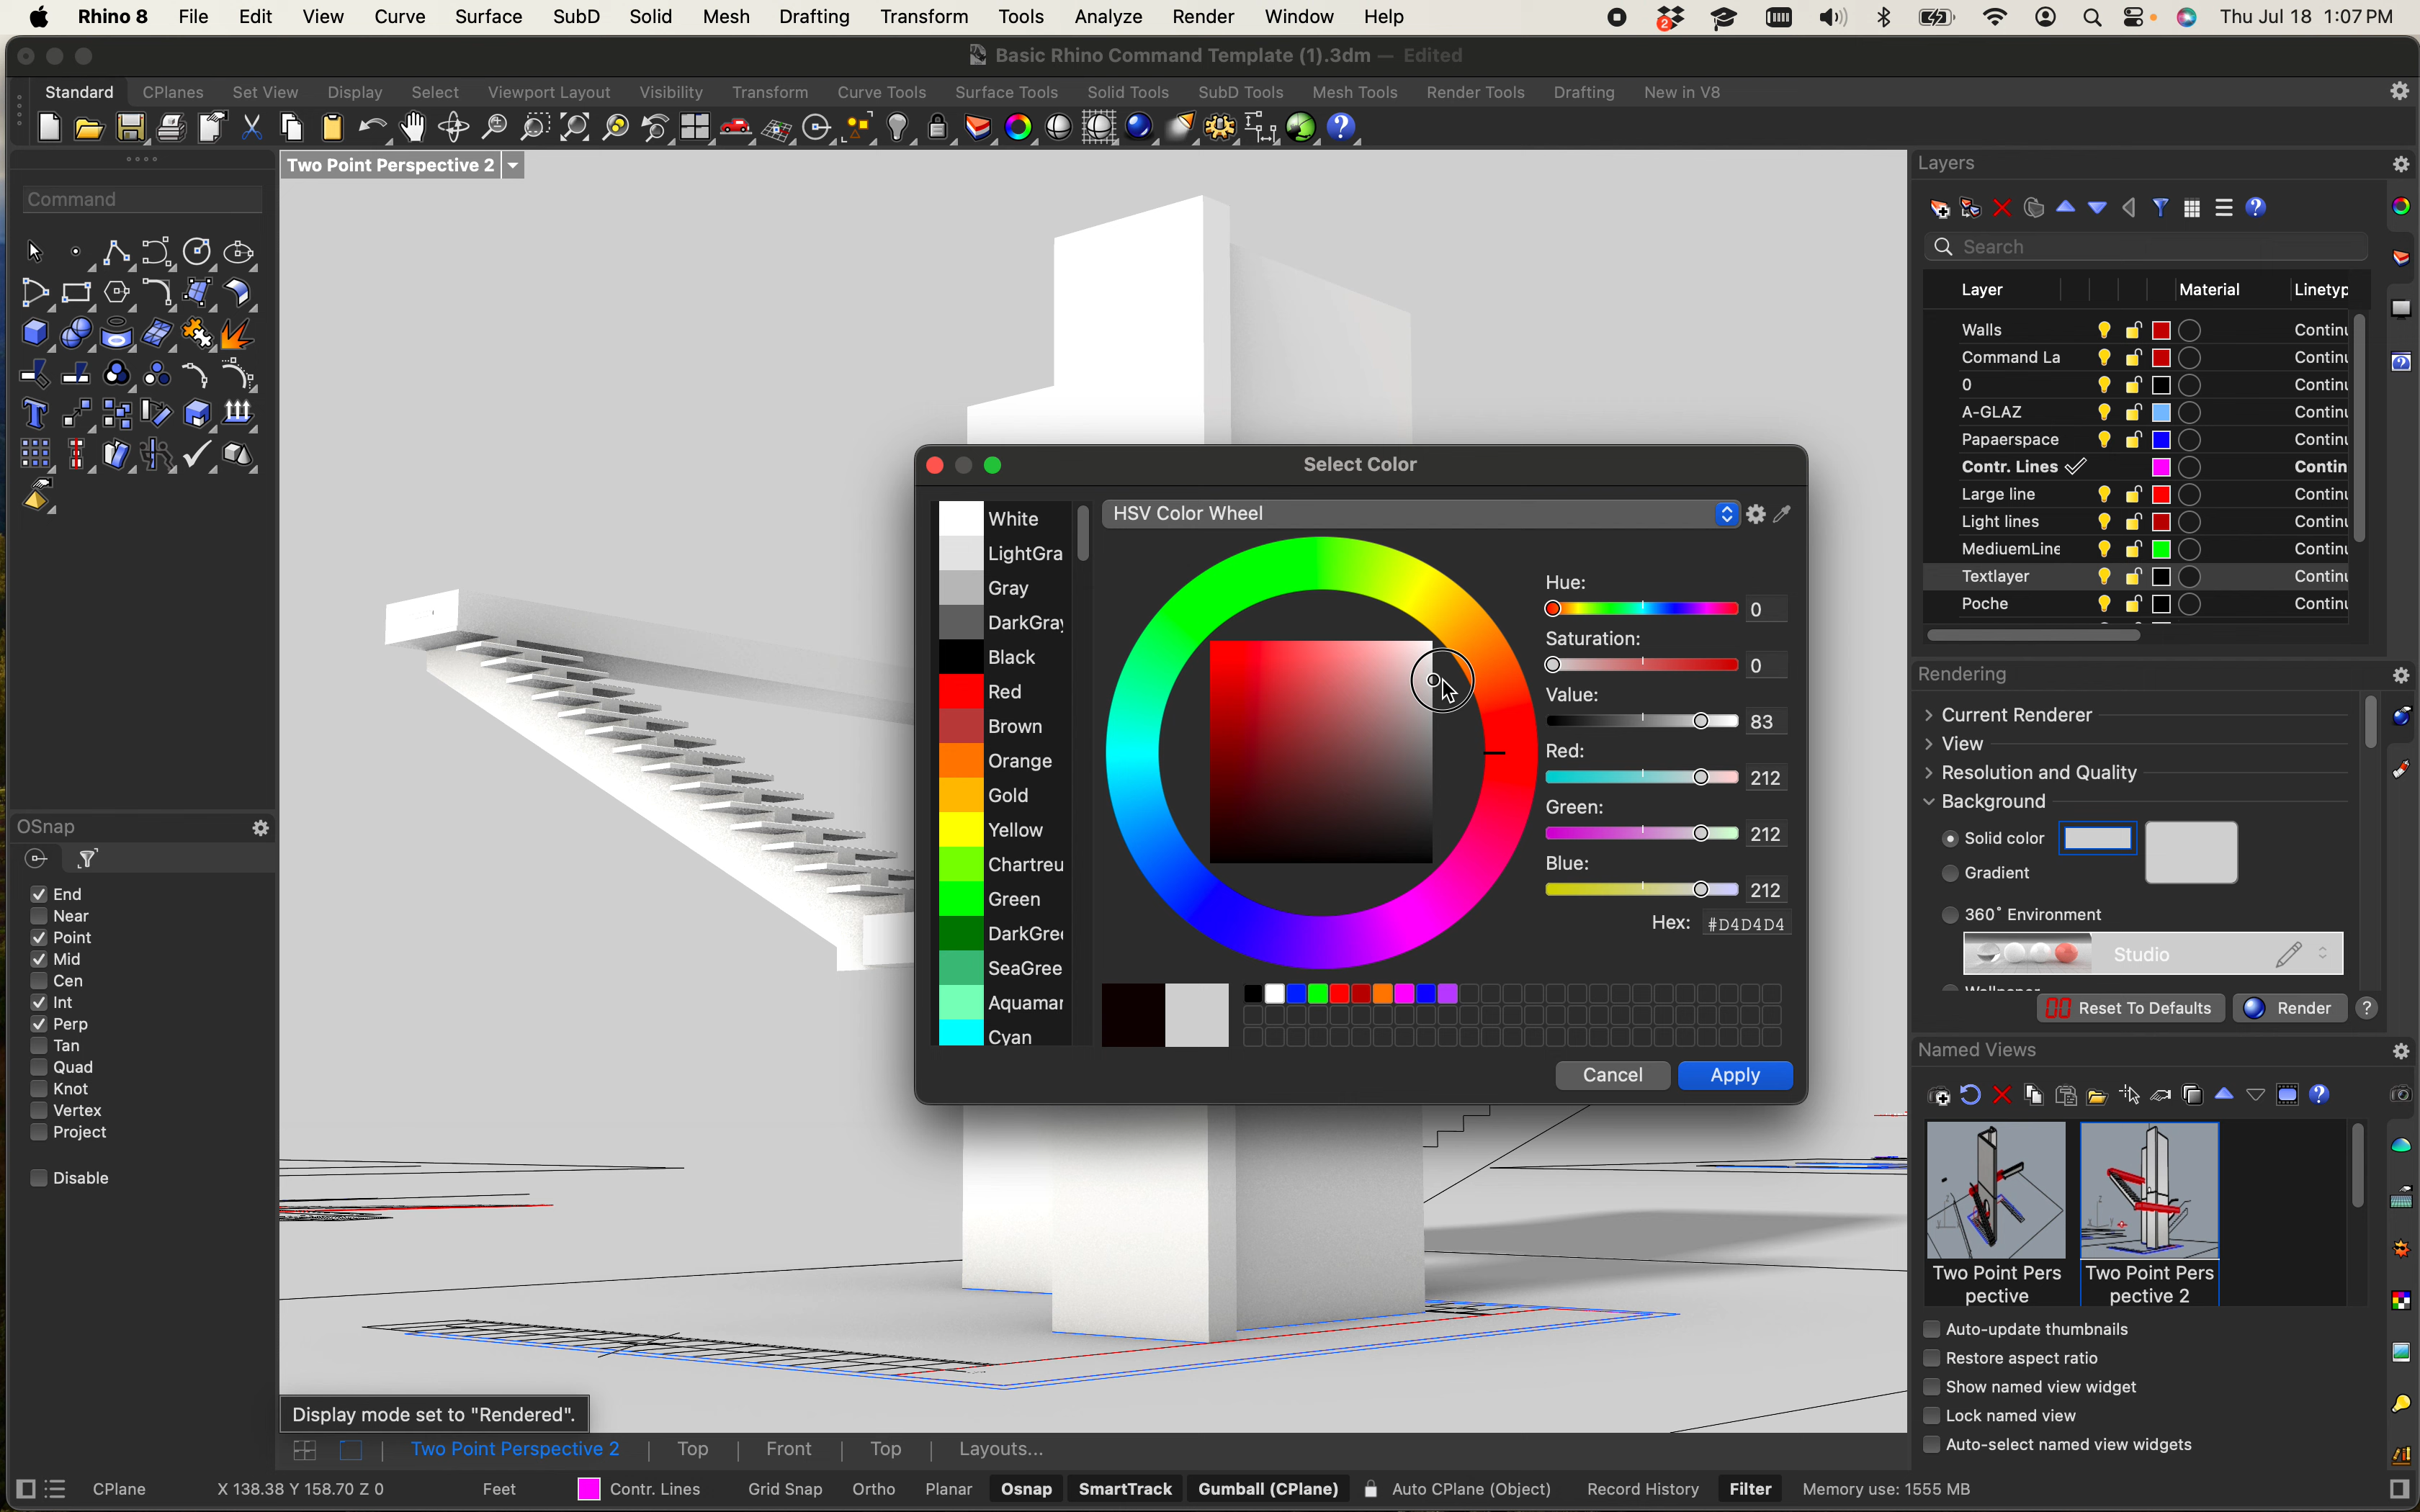 Rhino 8 File Edit View Curve Surface SubD Solid Mesh Drafting Transform Tools Analyze Render Window Help
2
Thu Jul 18 1:07 PM
Basic Rhino Command Template (1).3dm — Edited
Standard CPlanes Set View Display Select Viewport Layout Visibility Transform Curve Tools Surface Tools Solid Tools SubD Tools Mesh Tools Render Tools Drafting New in V8
Two Point Perspective 2
Command
OSnap
End
Near
Point
Mid
Cen
Int
Perp
Tan
Quad
Knot
Vertex
Project
Disable
Select Color
White
LightGra
Gray
DarkGray
Black
Red
Brown
Orange
Gold
Yellow
Chartreu
Green
DarkGree
SeaGree
Aquamar
Cyan
HSV Color Wheel
Hue:
0
Saturation:
0
Value:
83
Red:
212
Green:
212
Blue:
212
Hex: #D4D4D4
Cancel Apply
Layers
Search
Layer Material Linetyp
Walls Continu
Command La Continu
0 Continu
A-GLAZ Continu
Papaerspace Continu
Contr. Lines Contin
Large line Continu
Light lines Continu
MediuemLine Continu
Textlayer Continu
Poche Continu
Rendering
Current Renderer
View
Resolution and Quality
Background
Solid color
Gradient
360° Environment
Studio
Reset To Defaults Render ?
Named Views
Two Point Pers
pective
Two Point Pers
pective 2
Auto-update thumbnails
Restore aspect ratio
Show named view widget
Lock named view
Auto-select named view widgets
Display mode set to "Rendered".
Two Point Perspective 2 Top Front Top Layouts...
CPlane X 138.38 Y 158.70 Z 0 Feet Contr. Lines Grid Snap Ortho Planar Osnap SmartTrack Gumball (CPlane) Auto CPlane (Object) Record History Filter Memory use: 1555 MB